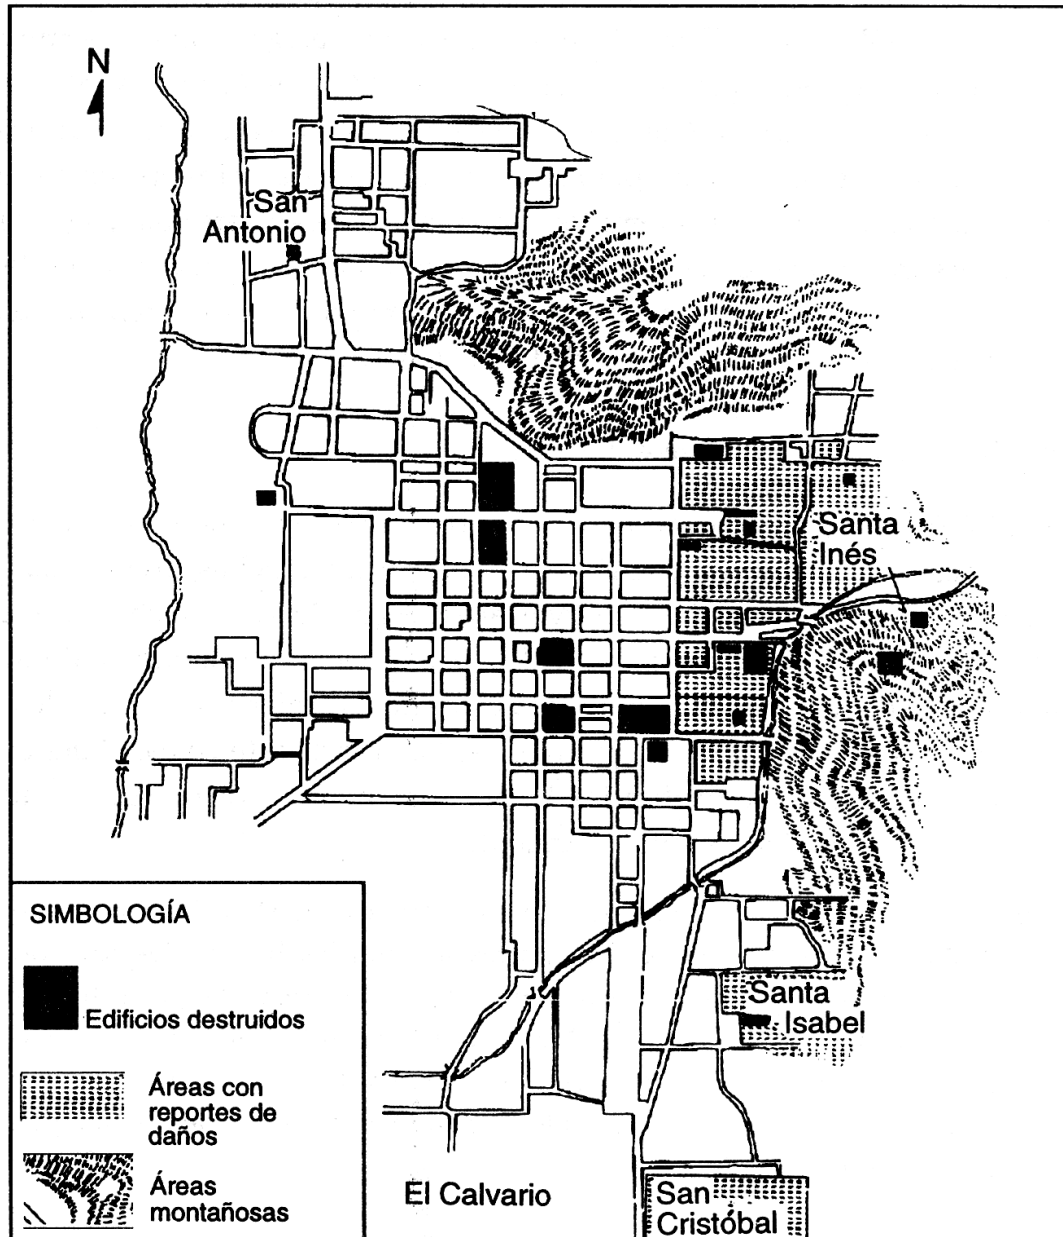 N
San
Antonio
Santa
Inés
SIMBOLOGÍA
Edificios destruidos
Áreas con
reportes de
daños
Áreas
montañosas
Santa
Isabel
El Calvario
San
Cristóbal